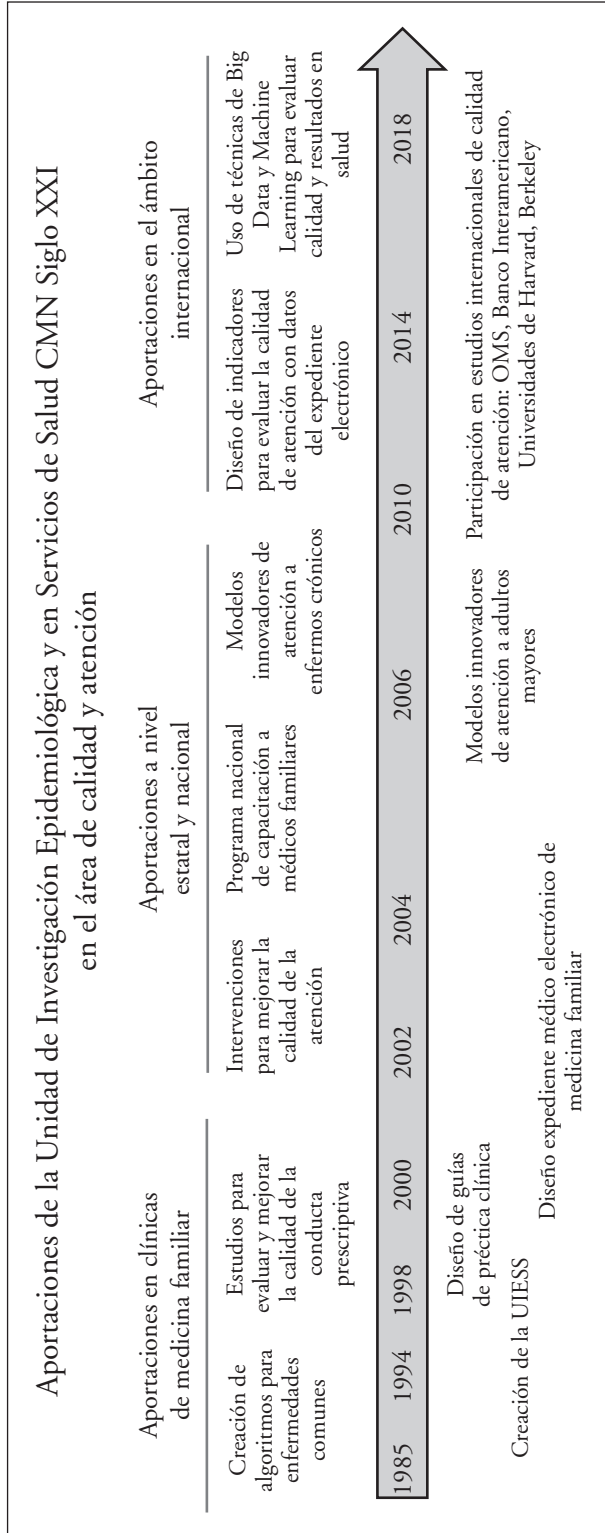 Aportaciones de la Unidad de Investigación Epidemiológica y en Servicios de Salud CMN Siglo XXI
en el área de calidad y atención
Aportaciones en clínicas
de medicina familiar
Aportaciones a nivel
estatal y nacional
Aportaciones en el ámbito
internacional
Creación de
algoritmos para
enfermedades
comunes
Estudios para
evaluar y mejorar
la calidad de la
conducta
prescriptiva
Intervenciones
para mejorar la
calidad de la
atención
Programa nacional
de capacitación a
médicos familiares
Modelos
innovadores de
atención a
enfermos crónicos
Diseño de indicadores
para evaluar la calidad
de atención con datos
del expediente
electrónico
Uso de técnicas de Big
Data y Machine
Learning para evaluar
calidad y resultados en
salud
1985 1994 1998 2000 2002 2004 2006 2010 2014 2018
Creación de la UIESS
Diseño de guías
de préctica clínica
Diseño expediente médico electrónico de
medicina familiar
Modelos innovadores
de atención a adultos
mayores
Participación en estudios internacionales de calidad
de atención: OMS, Banco Interamericano,
Universidades de Harvard, Berkeley